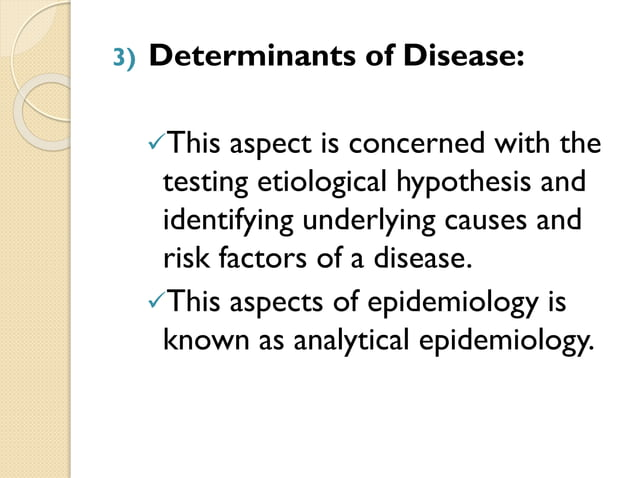 3) Determinants of Disease:
✓This aspect is concerned with the
testing etiological hypothesis and
identifying underlying causes and
risk factors of a disease.
✓This aspects of epidemiology is
known as analytical epidemiology.